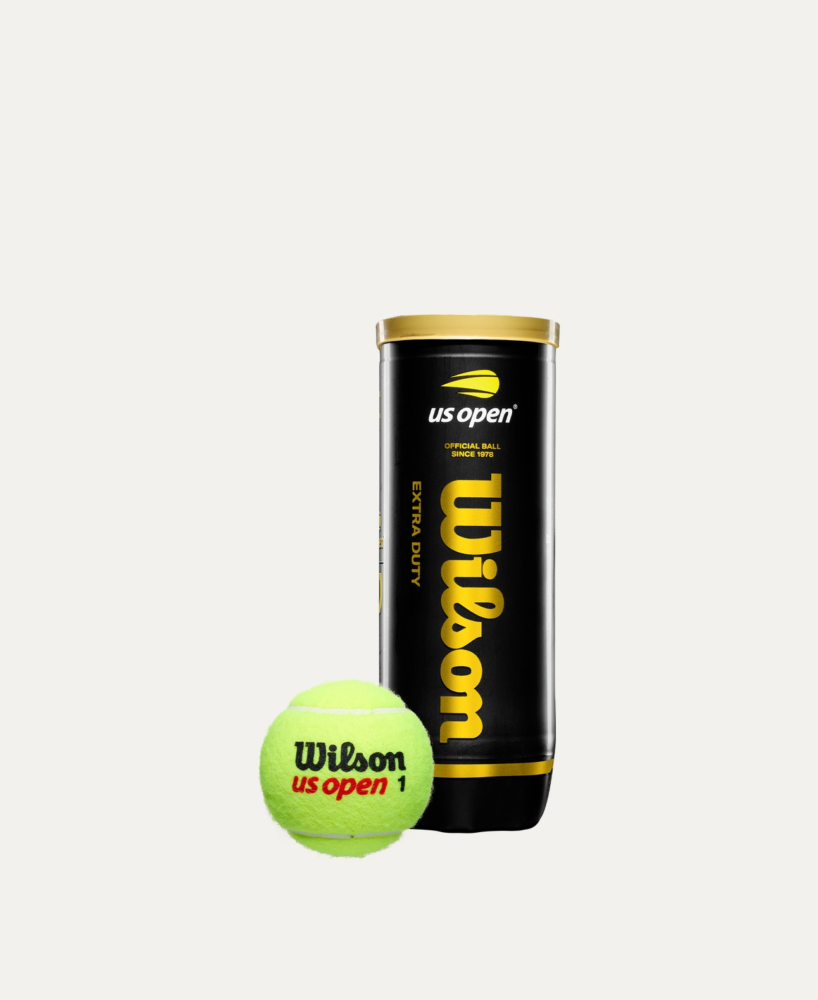 us open®
OFFICIAL BALL
SINCE 1978
EXTRA DUTY
Wilson
Wilson
us open 1